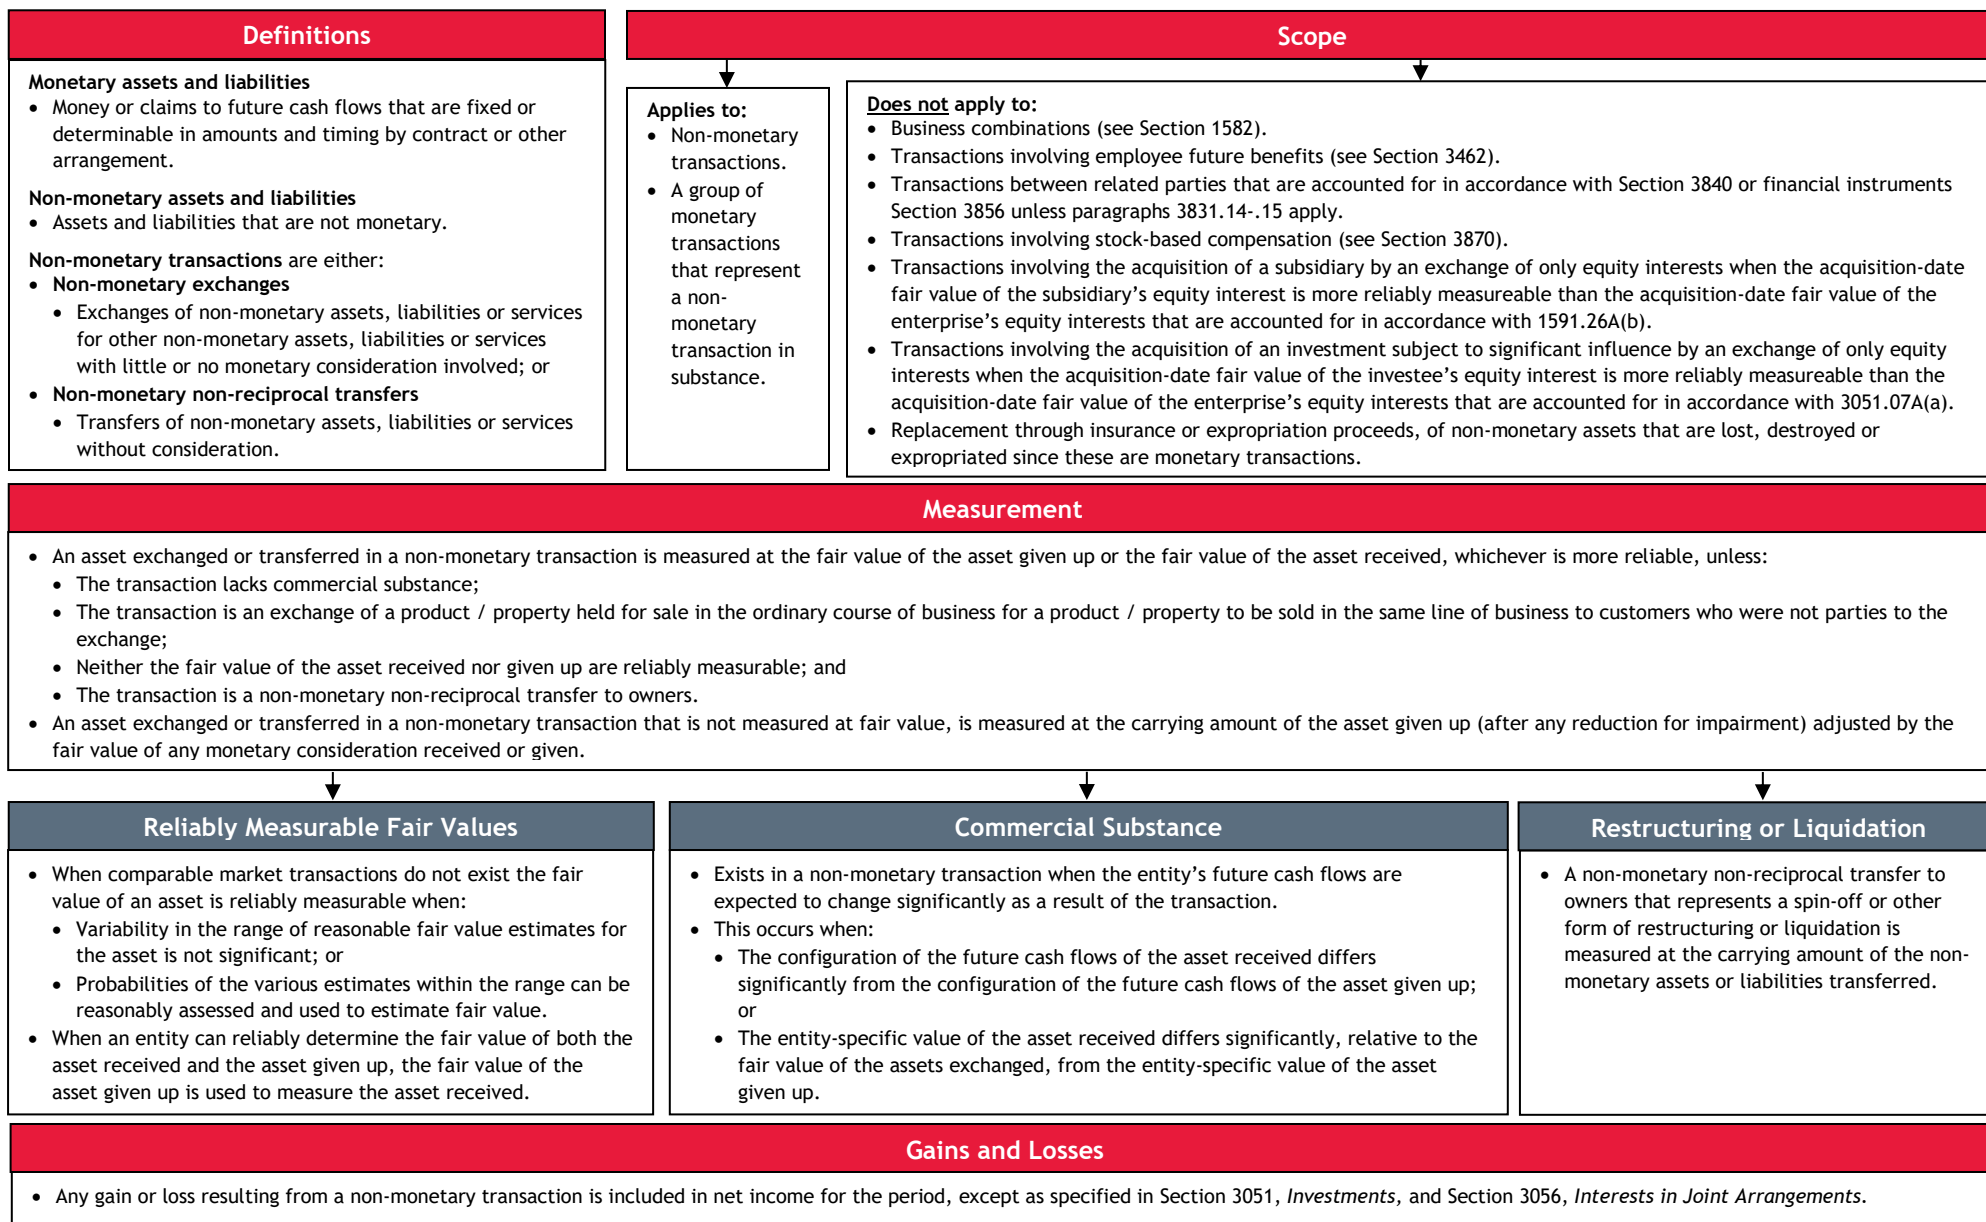 Definitions
Monetary assets and liabilities
• Money or claims to future cash flows that are fixed or
determinable in amounts and timing by contract or other
arrangement.
Non-monetary assets and liabilities
• Assets and liabilities that are not monetary.
Non-monetary transactions are either:
• Non-monetary exchanges
• Exchanges of non-monetary assets, liabilities or services
for other non-monetary assets, liabilities or services
with little or no monetary consideration involved; or
• Non-monetary non-reciprocal transfers
• Transfers of non-monetary assets, liabilities or services
without consideration.
Scope
Applies to:
• Non-monetary
transactions.
• A group of
monetary
transactions
that represent
a non-
monetary
transaction in
substance.
Does not apply to:
• Business combinations (see Section 1582).
• Transactions involving employee future benefits (see Section 3462).
• Transactions between related parties that are accounted for in accordance with Section 3840 or financial instruments
Section 3856 unless paragraphs 3831.14-.15 apply.
• Transactions involving stock-based compensation (see Section 3870).
• Transactions involving the acquisition of a subsidiary by an exchange of only equity interests when the acquisition-date
fair value of the subsidiary's equity interest is more reliably measureable than the acquisition-date fair value of the
enterprise's equity interests that are accounted for in accordance with 1591.26A(b).
• Transactions involving the acquisition of an investment subject to significant influence by an exchange of only equity
interests when the acquisition-date fair value of the investee's equity interest is more reliably measureable than the
acquisition-date fair value of the enterprise's equity interests that are accounted for in accordance with 3051.07A(a).
• Replacement through insurance or expropriation proceeds, of non-monetary assets that are lost, destroyed or
expropriated since these are monetary transactions.
Measurement
• An asset exchanged or transferred in a non-monetary transaction is measured at the fair value of the asset given up or the fair value of the asset received, whichever is more reliable, unless:
• The transaction lacks commercial substance;
• The transaction is an exchange of a product / property held for sale in the ordinary course of business for a product / property to be sold in the same line of business to customers who were not parties to the
exchange;
• Neither the fair value of the asset received nor given up are reliably measurable; and
• The transaction is a non-monetary non-reciprocal transfer to owners.
• An asset exchanged or transferred in a non-monetary transaction that is not measured at fair value, is measured at the carrying amount of the asset given up (after any reduction for impairment) adjusted by the
fair value of any monetary consideration received or given.
Reliably Measurable Fair Values
• When comparable market transactions do not exist the fair
value of an asset is reliably measurable when:
• Variability in the range of reasonable fair value estimates for
the asset is not significant; or
• Probabilities of the various estimates within the range can be
reasonably assessed and used to estimate fair value.
• When an entity can reliably determine the fair value of both the
asset received and the asset given up, the fair value of the
asset given up is used to measure the asset received.
Commercial Substance
• Exists in a non-monetary transaction when the entity's future cash flows are
expected to change significantly as a result of the transaction.
• This occurs when:
• The configuration of the future cash flows of the asset received differs
significantly from the configuration of the future cash flows of the asset given up;
or
• The entity-specific value of the asset received differs significantly, relative to the
fair value of the assets exchanged, from the entity-specific value of the asset
given up.
Restructuring or Liquidation
• A non-monetary non-reciprocal transfer to
owners that represents a spin-off or other
form of restructuring or liquidation is
measured at the carrying amount of the non-
monetary assets or liabilities transferred.
Gains and Losses
• Any gain or loss resulting from a non-monetary transaction is included in net income for the period, except as specified in Section 3051, Investments, and Section 3056, Interests in Joint Arrangements.